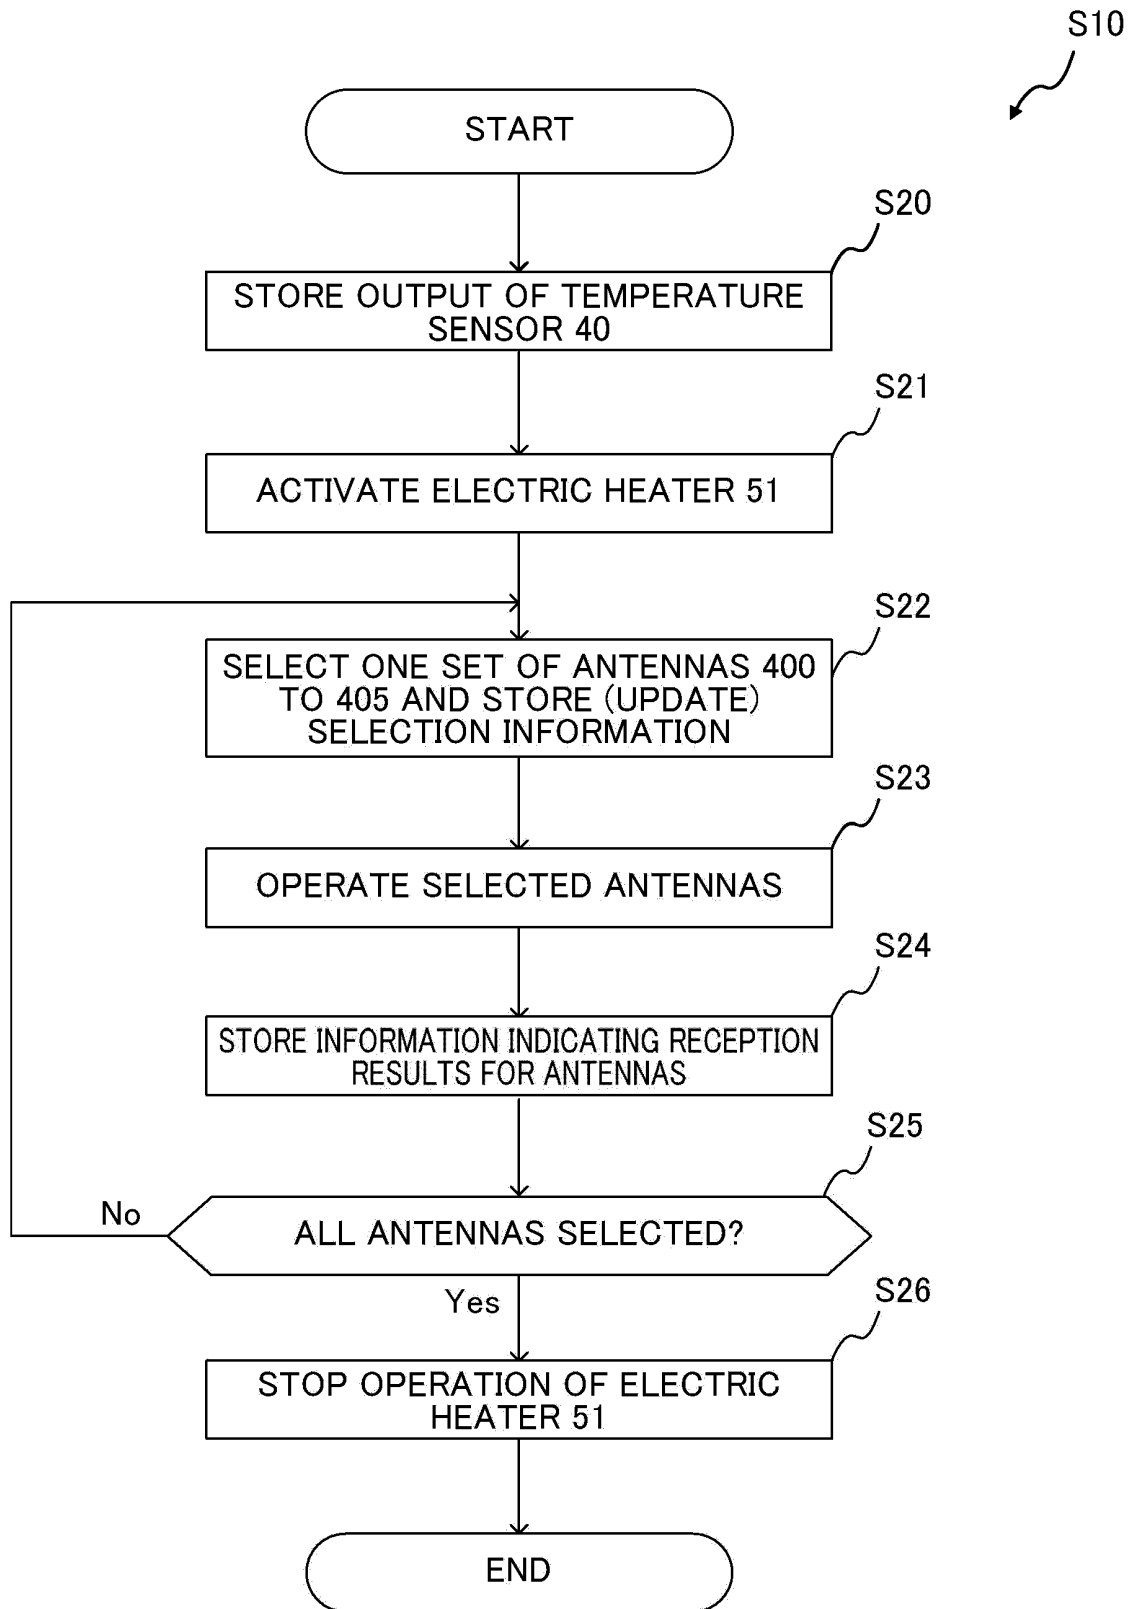 S10
START
S20
STORE OUTPUT OF TEMPERATURE
SENSOR 40
S21
ACTIVATE ELECTRIC HEATER 51
S22
SELECT ONE SET OF ANTENNAS 400
TO 405 AND STORE (UPDATE)
SELECTION INFORMATION
S23
OPERATE SELECTED ANTENNAS
S24
STORE INFORMATION INDICATING RECEPTION
RESULTS FOR ANTENNAS
S25
No
ALL ANTENNAS SELECTED?
Yes
S26
STOP OPERATION OF ELECTRIC
HEATER 51
END